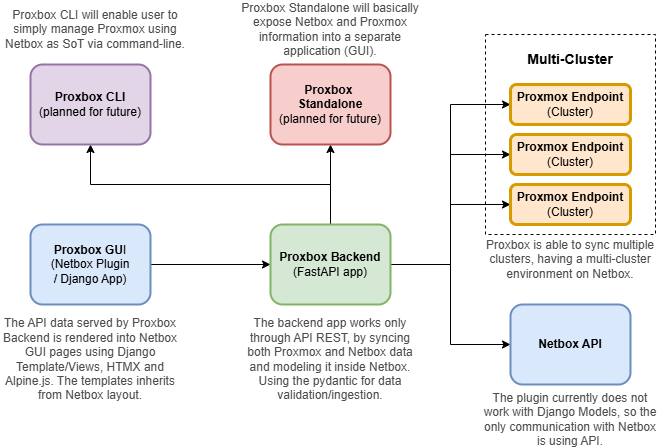 Proxbox CLI will enable user to
simply manage Proxmox using
Netbox as SoT via command-line.
Proxbox Standalone will basically
expose Netbox and Proxmox
information into a separate
application (GUI).
Proxbox CLI
(planned for future)
Proxbox
Standalone
(planned for future)
Multi-Cluster
Proxmox Endpoint
(Cluster)
Proxmox Endpoint
(Cluster)
Proxmox Endpoint
(Cluster)
Proxbox is able to sync multiple
clusters, having a multi-cluster
environment on Netbox.
Proxbox GUI
(Netbox Plugin
/ Django App)
Proxbox Backend
(FastAPI app)
Netbox API
The API data served by Proxbox
Backend is rendered into Netbox
GUI pages using Django
Template/Views, HTMX and
Alpine.js. The templates inherits
from Netbox layout.
The backend app works only
through API REST, by syncing
both Proxmox and Netbox data
and modeling it inside Netbox.
Using the pydantic for data
validation/ingestion.
The plugin currently does not
work with Django Models, so the
only communication with Netbox
is using API.